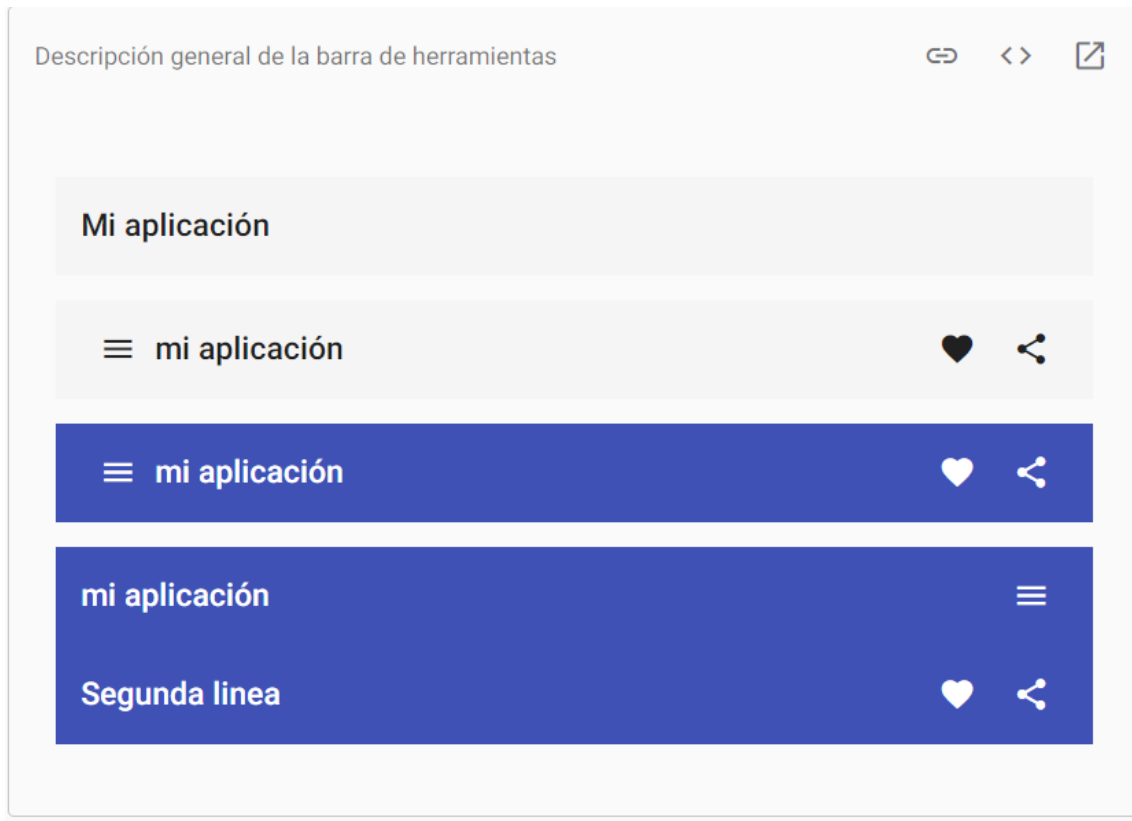 Descripción general de la barra de herramientas
Mi aplicación
mi aplicación
mi aplicación
mi aplicación
Segunda linea